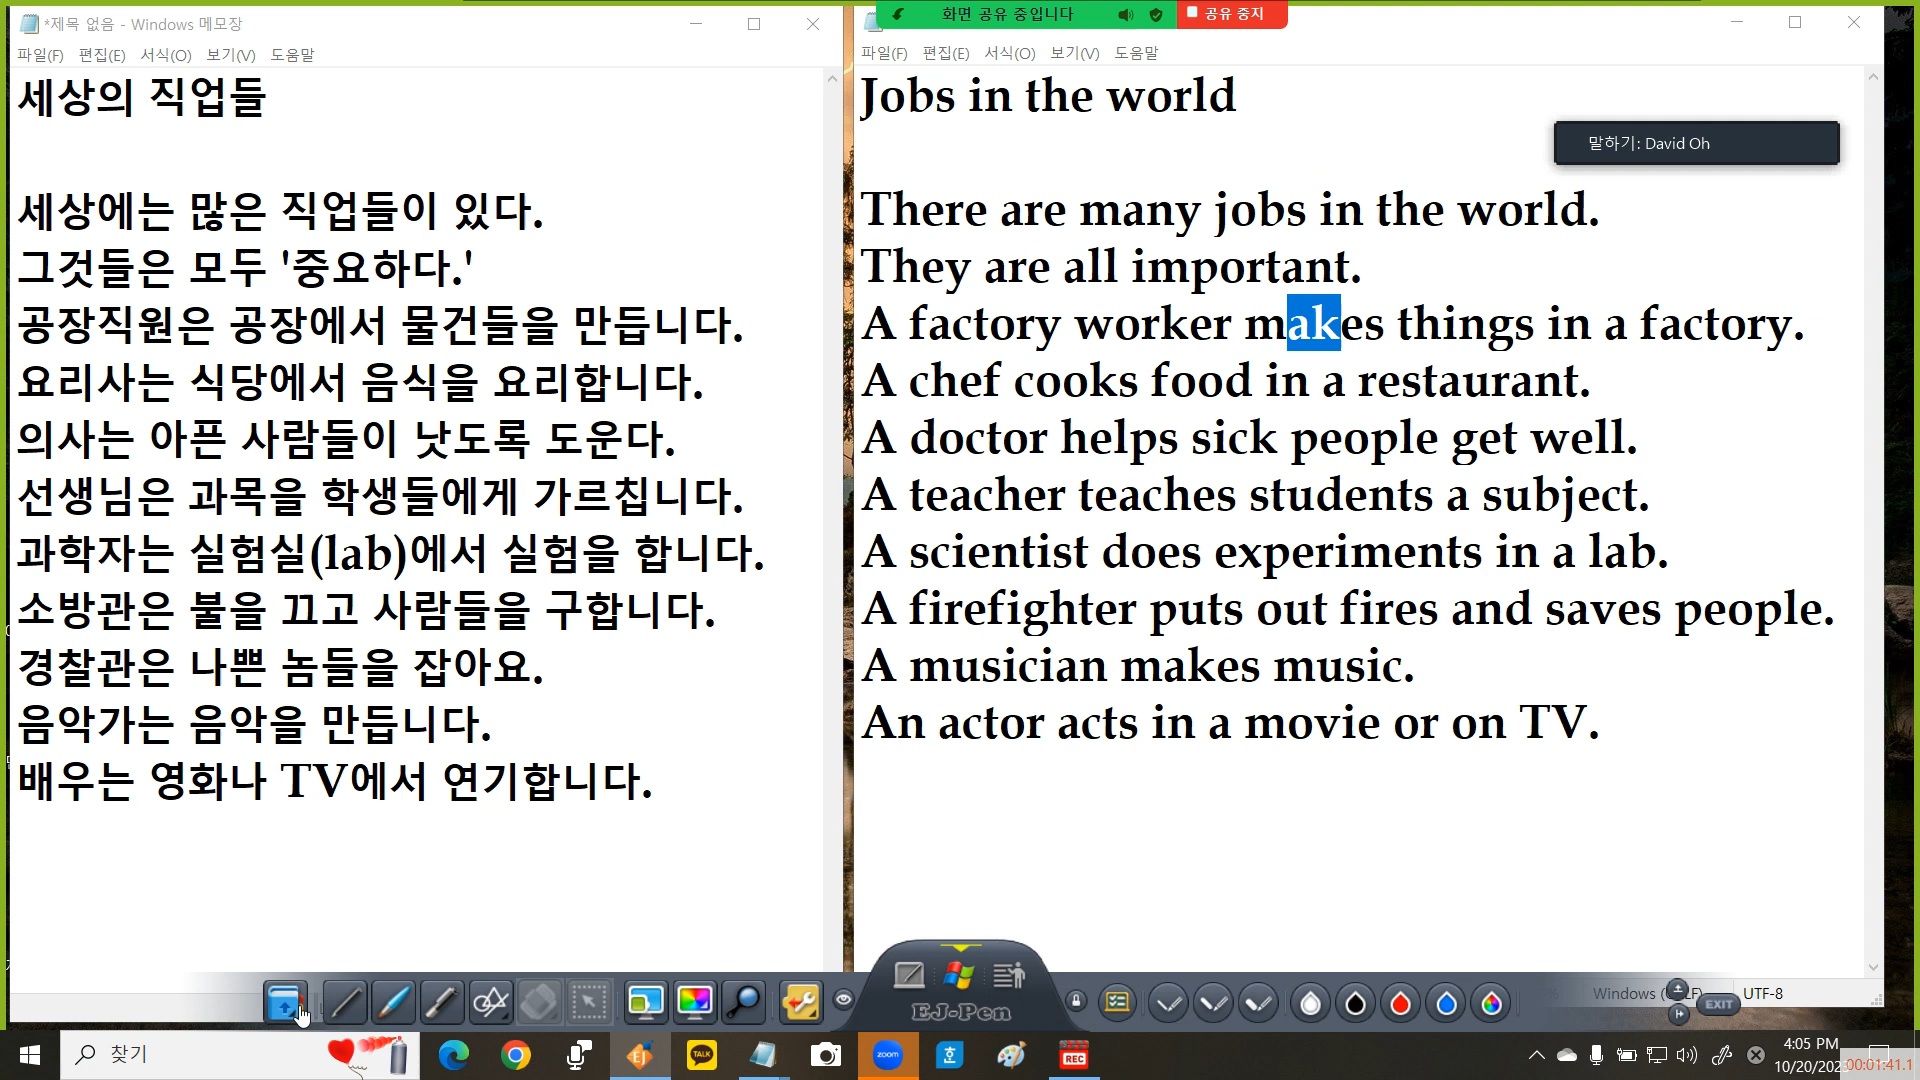 *제목 없음 - Windows 메모장
파일(F) 편집(E) 서식(O) 보기(V) 도움말
세상의 직업들
세상에는 많은 직업들이 있다.
그것들은 모두 '중요하다.'
공장직원은 공장에서 물건들을 만듭니다.
요리사는 식당에서 음식을 요리합니다.
의사는 아픈 사람들이 낫도록 도운다.
선생님은 과목을 학생들에게 가르칩니다.
과학자는 실험실(lab)에서 실험을 합니다.
소방관은 불을 끄고 사람들을 구합니다.
경찰관은 나쁜 놈들을 잡아요.
음악가는 음악을 만듭니다.
배우는 영화나 TV에서 연기합니다.
화면 공유 중입니다
공유 중지
파일(F) 편집(E) 서식(O) 보기(V) 도움말
Jobs in the world
말하기: David Oh
There are many jobs in the world.
They are all important.
A factory worker makes things in a factory.
A chef cooks food in a restaurant.
A doctor helps sick people get well.
A teacher teaches students a subject.
A scientist does experiments in a lab.
A firefighter puts out fires and saves people.
A musician makes music.
An actor acts in a movie or on TV.
EJ-Pen
Windows
UTF-8
EXIT
찾기
EJ
TALK
zoom
REC
4:05 PM
10/20/202
00:01:41.1